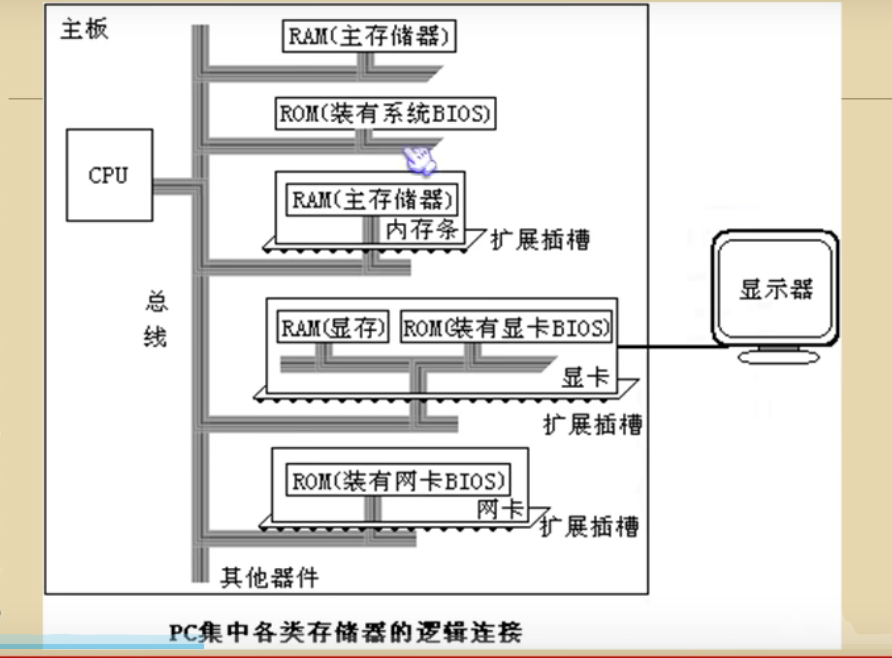 主板
RAM(主存储器)
ROM(装有系统BIOS)
CPU
RAM(主存储器)
内存条
扩展插槽
总线
显示器
RAM(显存)
ROM(装有显卡BIOS)
显卡
扩展插槽
ROM(装有网卡BIOS)
网卡
扩展插槽
其他器件
PC集中各类存储器的逻辑连接